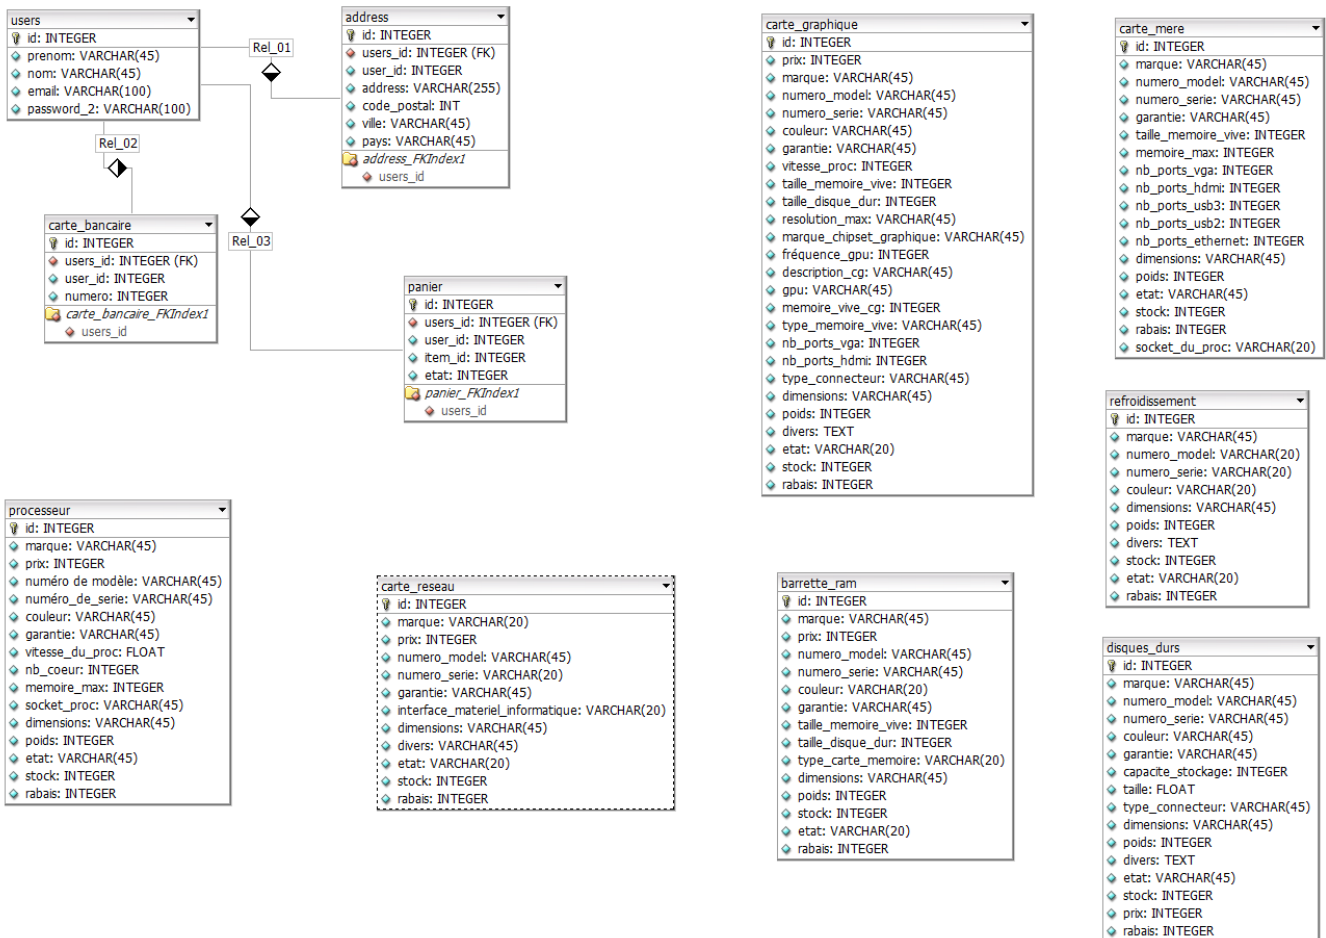 users
id: INTEGER
prenom: VARCHAR(45)
nom: VARCHAR(45)
email: VARCHAR(100)
password_2: VARCHAR(100)
Rel_01
address
id: INTEGER
users_id: INTEGER (FK)
user_id: INTEGER
address: VARCHAR(255)
code_postal: INT
ville: VARCHAR(45)
pays: VARCHAR(45)
address_FKIndex1
users_id
Rel_02
carte_bancaire
id: INTEGER
users_id: INTEGER (FK)
user_id: INTEGER
numero: INTEGER
carte_bancaire_FKIndex1
users_id
Rel_03
panier
id: INTEGER
users_id: INTEGER (FK)
user_id: INTEGER
item_id: INTEGER
etat: INTEGER
panier_FKIndex1
users_id
carte_graphique
id: INTEGER
prix: INTEGER
marque: VARCHAR(45)
numero_model: VARCHAR(45)
numero_serie: VARCHAR(45)
couleur: VARCHAR(45)
garantie: VARCHAR(45)
vitesse_proc: INTEGER
taille_memoire_vive: INTEGER
taille_disque_dur: INTEGER
resolution_max: VARCHAR(45)
marque_chipset_graphique: VARCHAR(45)
fréquence_gpu: INTEGER
description_cg: VARCHAR(45)
gpu: VARCHAR(45)
memoire_vive_cg: INTEGER
type_memoire_vive: VARCHAR(45)
nb_ports_vga: INTEGER
nb_ports_hdmi: INTEGER
type_connecteur: VARCHAR(45)
dimensions: VARCHAR(45)
poids: INTEGER
divers: TEXT
etat: VARCHAR(20)
stock: INTEGER
rabais: INTEGER
carte_mere
id: INTEGER
marque: VARCHAR(45)
numero_model: VARCHAR(45)
numero_serie: VARCHAR(45)
garantie: VARCHAR(45)
taille_memoire_vive: INTEGER
memoire_max: INTEGER
nb_ports_vga: INTEGER
nb_ports_hdmi: INTEGER
nb_ports_usb3: INTEGER
nb_ports_usb2: INTEGER
nb_ports_ethernet: INTEGER
dimensions: VARCHAR(45)
poids: INTEGER
etat: VARCHAR(45)
stock: INTEGER
rabais: INTEGER
socket_du_proc: VARCHAR(20)
refroidissement
id: INTEGER
marque: VARCHAR(45)
numero_model: VARCHAR(20)
numero_serie: VARCHAR(20)
couleur: VARCHAR(20)
dimensions: VARCHAR(45)
poids: INTEGER
divers: TEXT
stock: INTEGER
etat: VARCHAR(20)
rabais: INTEGER
processeur
id: INTEGER
marque: VARCHAR(45)
prix: INTEGER
numéro de modèle: VARCHAR(45)
numéro_de_serie: VARCHAR(45)
couleur: VARCHAR(45)
garantie: VARCHAR(45)
vitesse_du_proc: FLOAT
nb_coeur: INTEGER
memoire_max: INTEGER
socket_proc: VARCHAR(45)
dimensions: VARCHAR(45)
poids: INTEGER
etat: VARCHAR(45)
stock: INTEGER
rabais: INTEGER
carte_reseau
id: INTEGER
marque: VARCHAR(20)
prix: INTEGER
numero_model: VARCHAR(45)
numero_serie: VARCHAR(20)
garantie: VARCHAR(45)
interface_materiel_informatique: VARCHAR(20)
dimensions: VARCHAR(45)
divers: VARCHAR(45)
etat: VARCHAR(20)
stock: INTEGER
rabais: INTEGER
barrette_ram
id: INTEGER
marque: VARCHAR(45)
prix: INTEGER
numero_model: VARCHAR(45)
numero_serie: VARCHAR(45)
couleur: VARCHAR(20)
garantie: VARCHAR(45)
taille_memoire_vive: INTEGER
taille_disque_dur: INTEGER
type_carte_memoire: VARCHAR(20)
dimensions: VARCHAR(45)
poids: INTEGER
stock: INTEGER
etat: VARCHAR(20)
rabais: INTEGER
disques_durs
id: INTEGER
marque: VARCHAR(45)
numero_model: VARCHAR(45)
numero_serie: VARCHAR(45)
couleur: VARCHAR(45)
garantie: VARCHAR(45)
capacite_stockage: INTEGER
taille: FLOAT
type_connecteur: VARCHAR(45)
dimensions: VARCHAR(45)
poids: INTEGER
divers: TEXT
etat: VARCHAR(45)
stock: INTEGER
prix: INTEGER
rabais: INTEGER